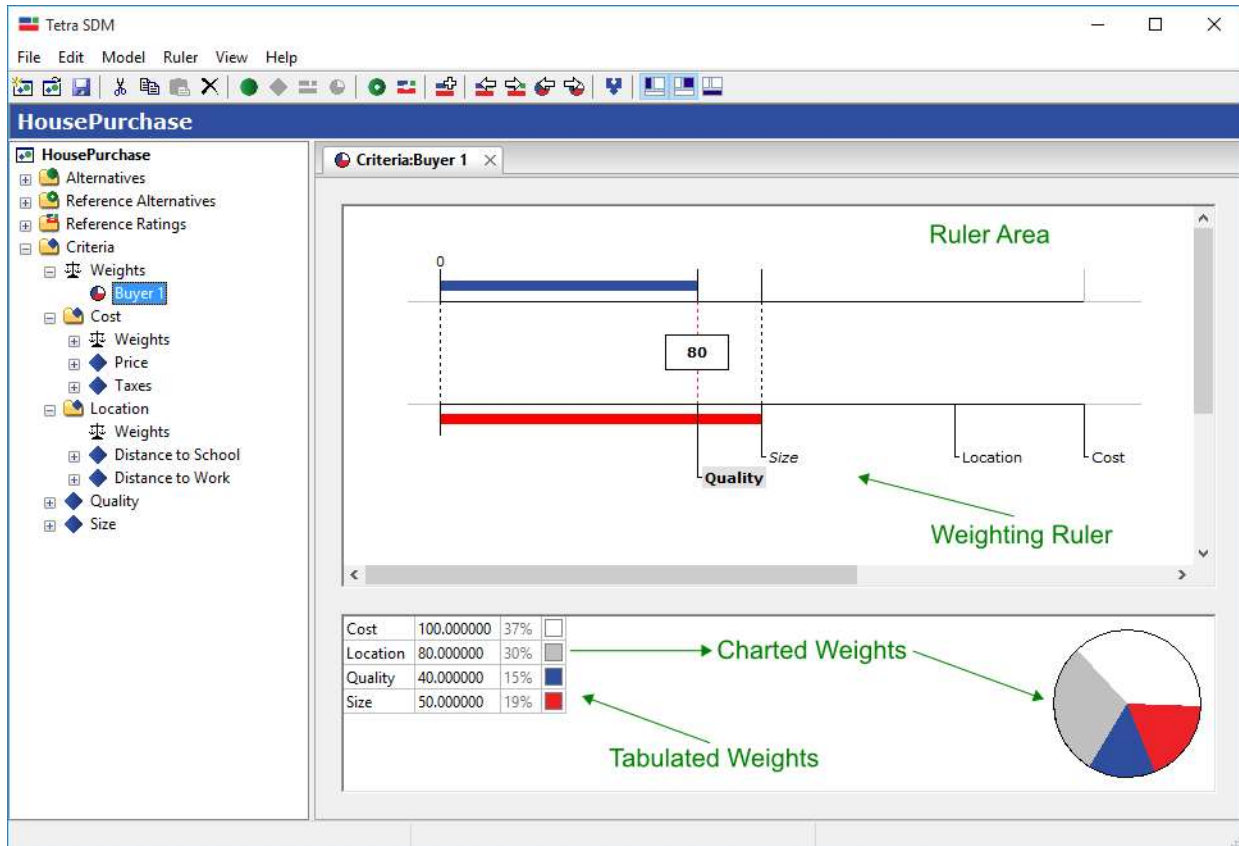 Tetra SDM
File Edit Model Ruler View Help
HousePurchase
HousePurchase
Alternatives
Reference Alternatives
Reference Ratings
Criteria
Weights
Buyer 1
Cost
Weights
Price
Taxes
Location
Weights
Distance to School
Distance to Work
Quality
Size
Criteria:Buyer 1
Ruler Area
0
80
Size
Location
Cost
Quality
Weighting Ruler
Cost 100.000000 37%
Location 80.000000 30%
Quality 40.000000 15%
Size 50.000000 19%
Charted Weights
Tabulated Weights